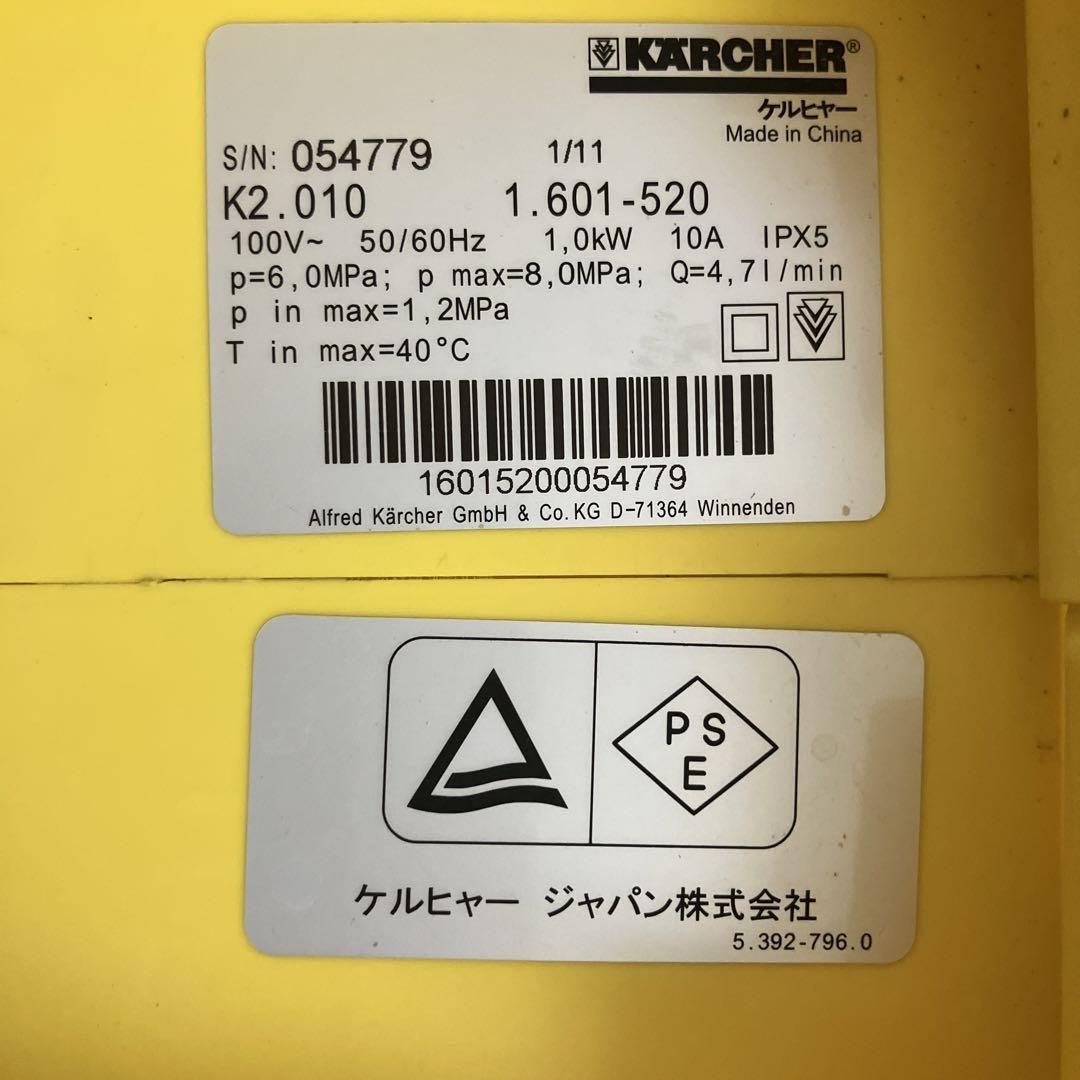 KÄRCHER®
ケルヒャー
Made in China
S/N: 054779 1/11
K2.010 1.601-520
100V~ 50/60Hz 1,0kW 10A IPX5
p=6,0MPa; p max=8,0MPa; Q=4,7l/min
p in max=1,2MPa
T in max=40°C
16015200054779
Alfred Kärcher GmbH & Co.KG D-71364 Winnenden
P S
E
ケルヒャー ジャパン株式会社
5.392-796.0